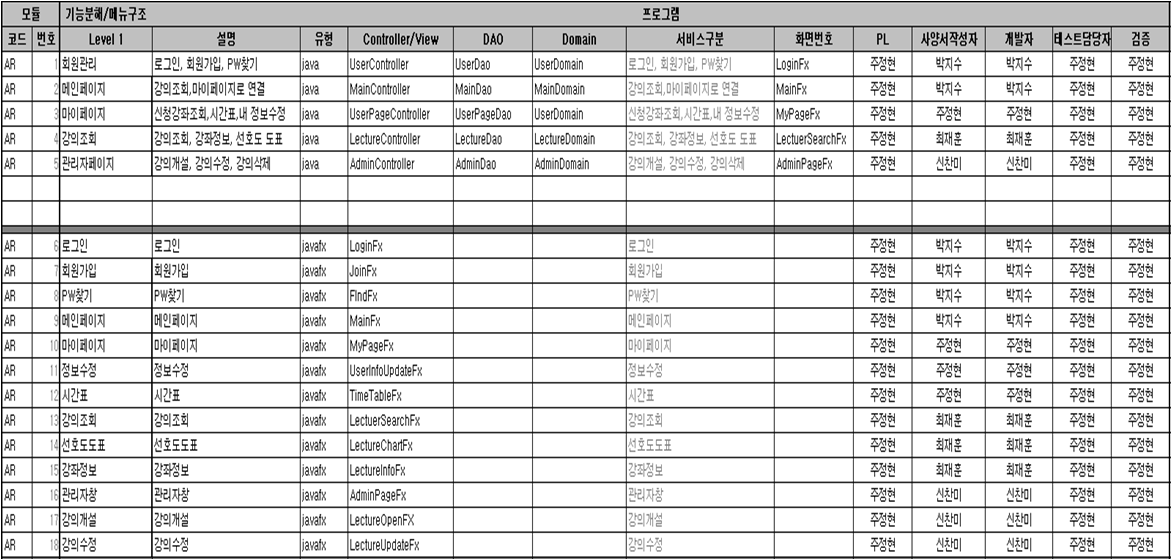 모듈 기능분해/메뉴구조 프로그램
코드 번호 Level 1 설명 유형 Controller/View DAO Domain 서비스구분 화면번호 PL 사양서작성자 개발자 테스트담당자 검증
AR 1 회원관리 로그인, 회원가입, PW찾기 java UserController UserDao UserDomain 로그인, 회원가입, PW찾기 LoginFx 주정현 박지수 박지수 주정현 주정현
AR 2 메인페이지 강의조회,마이페이지로 연결 java MainController MainDao MainDomain 강의조회,마이페이지로 연결 MainFx 주정현 박지수 박지수 주정현 주정현
AR 3 마이페이지 신청강좌조회,시간표,내 정보수정 java UserPageController UserPageDao UserDomain 신청강좌조회,시간표,내 정보수정 MyPageFx 주정현 주정현 주정현 주정현 주정현
AR 4 강의조회 강의조회, 강좌정보, 선호도 도표 java LectureController LectureDao LectureDomain 강의조회, 강좌정보, 선호도 도표 LectuerSearchFx 주정현 최재훈 최재훈 주정현 주정현
AR 5 관리자페이지 강의개설, 강의수정, 강의삭제 java AdminController AdminDao AdminDomain 강의개설, 강의수정, 강의삭제 AdminPageFx 주정현 신찬미 신찬미 주정현 주정현
AR 6 로그인 로그인 javafx LoginFx 로그인 주정현 박지수 박지수 주정현 주정현
AR 7 회원가입 회원가입 javafx JoinFx 회원가입 주정현 박지수 박지수 주정현 주정현
AR 8 PW찾기 PW찾기 javafx FIndFx PW찾기 주정현 박지수 박지수 주정현 주정현
AR 9 메인페이지 메인페이지 javafx MainFx 메인페이지 주정현 박지수 박지수 주정현 주정현
AR 10 마이페이지 마이페이지 javafx MyPageFx 마이페이지 주정현 주정현 주정현 주정현 주정현
AR 11 정보수정 정보수정 javafx UserInfoUpdateFx 정보수정 주정현 주정현 주정현 주정현 주정현
AR 12 시간표 시간표 javafx TimeTableFx 시간표 주정현 주정현 주정현 주정현 주정현
AR 13 강의조회 강의조회 javafx LectuerSearchFx 강의조회 주정현 최재훈 최재훈 주정현 주정현
AR 14 선호도도표 선호도도표 javafx LectureChartFx 선호도도표 주정현 최재훈 최재훈 주정현 주정현
AR 15 강좌정보 강좌정보 javafx LectureInfoFx 강좌정보 주정현 최재훈 최재훈 주정현 주정현
AR 16 관리자창 관리자창 javafx AdminPageFx 관리자창 주정현 신찬미 신찬미 주정현 주정현
AR 17 강의개설 강의개설 javafx LectureOpenFX 강의개설 주정현 신찬미 신찬미 주정현 주정현
AR 18 강의수정 강의수정 javafx LectureUpdateFx 강의수정 주정현 신찬미 신찬미 주정현 주정현